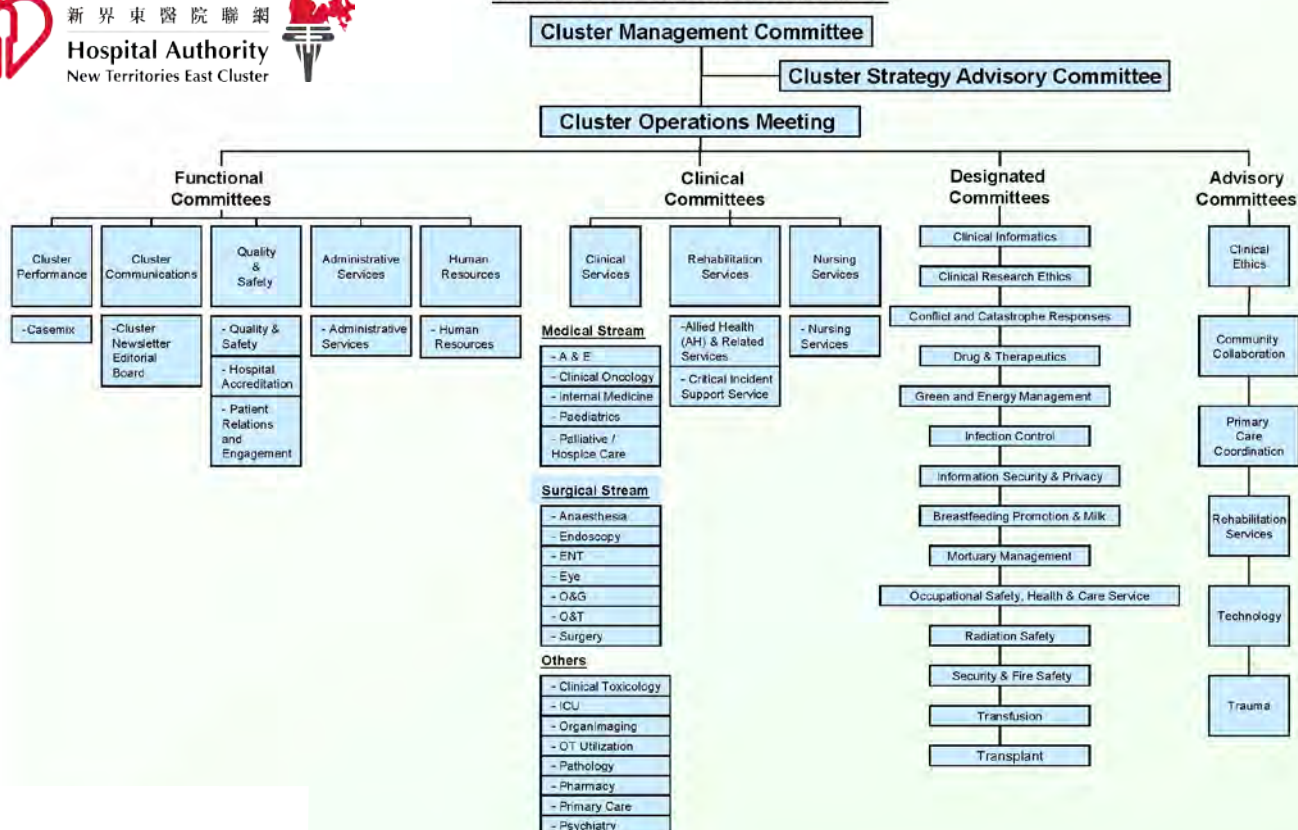 新界東醫院聯網
Hospital Authority
New Territories East Cluster
Cluster Management Committee
Cluster Strategy Advisory Committee
Cluster Operations Meeting
Functional
Committees
Cluster
Performance
-Casemix
Cluster
Communications
-Cluster
Newsletter
Editorial
Board
Quality
&
Safety
- Quality &
Safety
- Hospital
Accreditation
- Patient
Relations
and
Engagement
Administrative
Services
- Administrative
Services
Human
Resources
- Human
Resources
Clinical
Committees
Clinical
Services
Medical Stream
- A & E
- Clinical Oncology
- Internal Medicine
- Paediatrics
- Palliative /
Hospice Care
Surgical Stream
- Anaesthesia
- Endoscopy
- ENT
- Eye
- O&G
- O&T
- Surgery
Others
- Clinical Toxicology
- ICU
- Organimaging
- OT Utilization
- Pathology
- Pharmacy
- Primary Care
- Psychiatry
Rehabilitation
Services
-Allied Health
(AH) & Related
Services
- Critical Incident
Support Service
Nursing
Services
- Nursing
Services
Designated
Committees
Clinical Informatics
Clinical Research Ethics
Conflict and Catastrophe Responses
Drug & Therapeutics
Green and Energy Management
Infection Control
Information Security & Privacy
Breastfeeding Promotion & Milk
Mortuary Management
Occupational Safety, Health & Care Service
Radiation Safety
Security & Fire Safety
Transfusion
Transplant
Advisory
Committees
Clinical
Ethics
Community
Collaboration
Primary
Care
Coordination
Rehabilitation
Services
Technology
Trauma